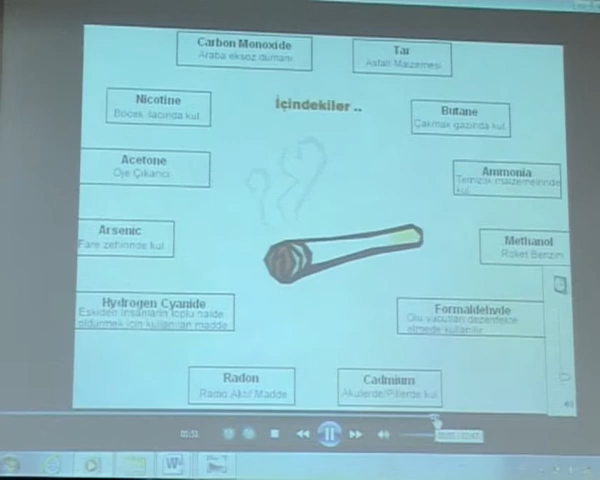 Carbon Monoxide
Araba eksoz dumanı
Tar
Asfalt Malzemesi
Nicotine
Böcek ilacında kul
İçindekiler ..
Butane
Çakmak gazında kul
Acetone
Oje Çıkarıcı
Ammonia
Temizlik malzemelerinde
kul
Arsenic
Fare zehirinde kul
Methanol
Roket Benzini
Hydrogen Cyanide
Eskiden İnsanların toplu halde
öldürmek için kullanılan madde
Formaldehyde
Ölü vücutları dezenfekte
etmede kullanılır
Radon
Radio Aktif Madde
Cadmium
Akülerde/Pillerde kul
W